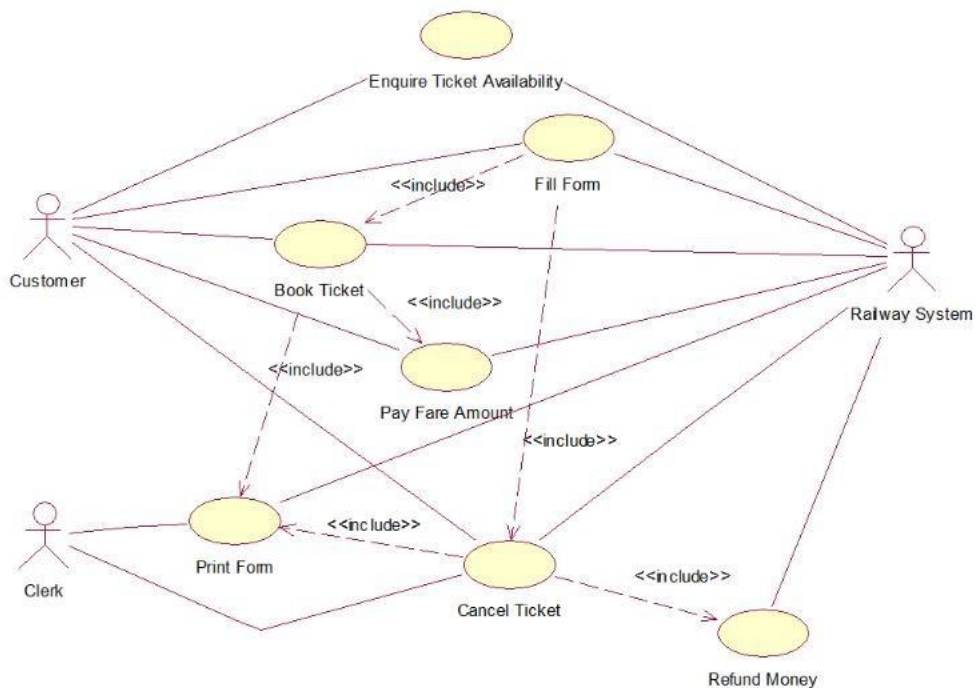 Enquire Ticket Availability
<<include>>
Fill Form
Customer
Book Ticket
<<include>>
Railway System
<<include>>
Pay Fare Amount
<<include>>
<<include>>
Print Form
Clerk
Cancel Ticket
<<include>>
Refund Money